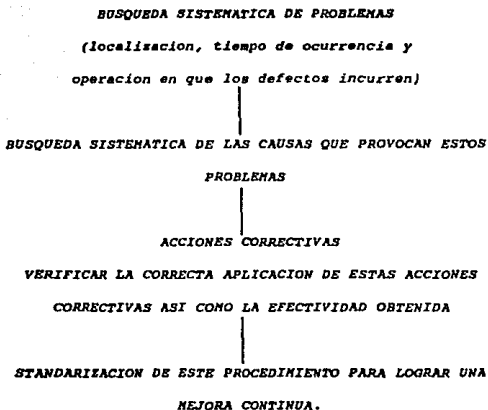 BUSQUEDA SISTEMATICA DE PROBLEMAS
(localizacion, tiempo de ocurrencia y
operacion en que los defectos incurren)
BUSQUEDA SISTEMATICA DE LAS CAUSAS QUE PROVOCAN ESTOS
PROBLEMAS
ACCIONES CORRECTIVAS
VERIFICAR LA CORRECTA APLICACION DE ESTAS ACCIONES
CORRECTIVAS ASI COMO LA EFECTIVIDAD OBTENIDA
STANDARIZACION DE ESTE PROCEDIMIENTO PARA LOGRAR UNA
MEJORA CONTINUA.